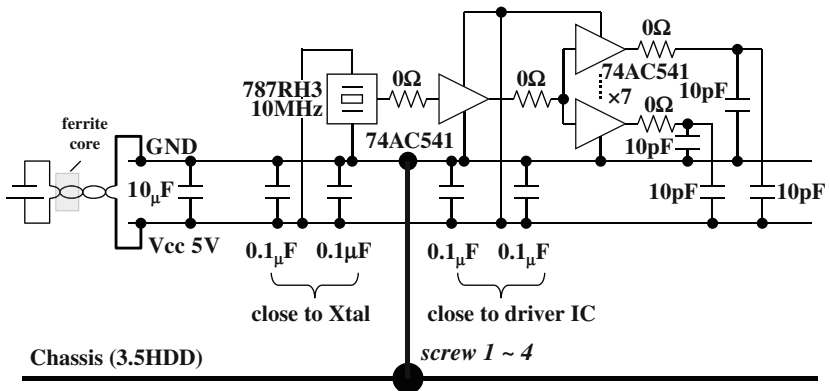 0Ω
787RH3
10MHz
0Ω
0Ω
74AC541
×7
0Ω
10pF
ferrite
core
GND
74AC541
10pF
10μF
10pF
10pF
Vcc 5V
0.1μF
0.1μF
0.1μF
0.1μF
close to Xtal
close to driver IC
Chassis (3.5HDD)
screw 1 ~ 4